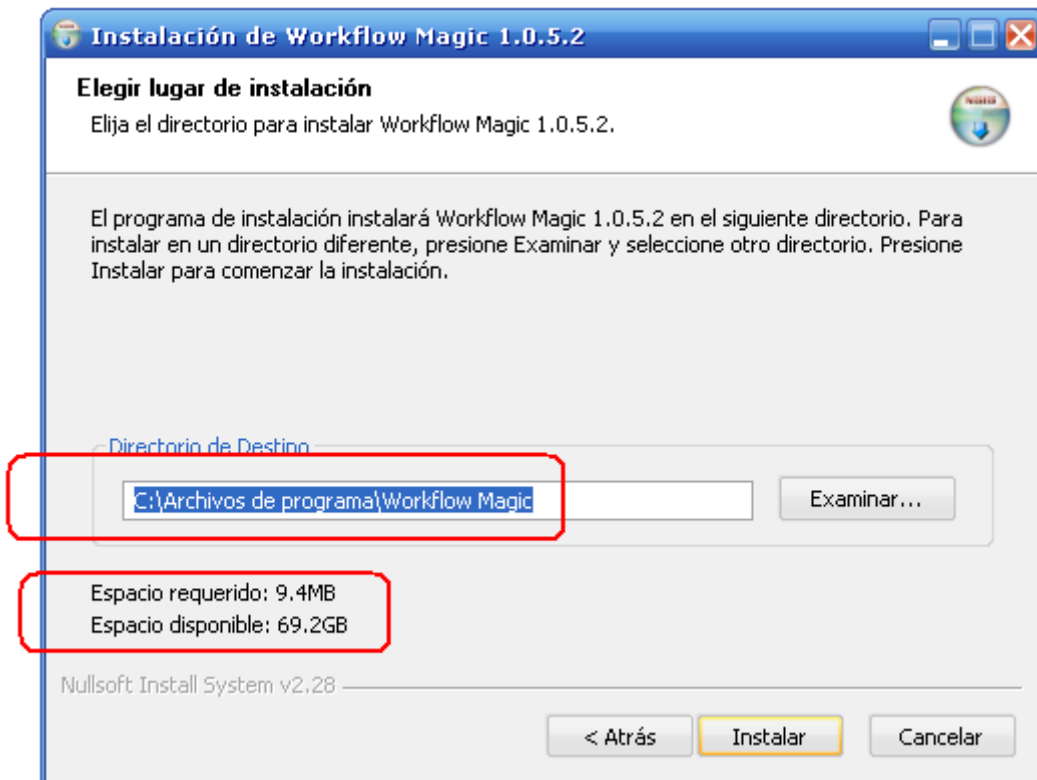 Instalación de Workflow Magic 1.0.5.2
Elegir lugar de instalación
Elija el directorio para instalar Workflow Magic 1.0.5.2.
El programa de instalación instalará Workflow Magic 1.0.5.2 en el siguiente directorio. Para
instalar en un directorio diferente, presione Examinar y seleccione otro directorio. Presione
Instalar para comenzar la instalación.
Directorio de Destino
C:\Archivos de programa\Workflow Magic
Examinar...
Espacio requerido: 9.4MB
Espacio disponible: 69.2GB
Nullsoft Install System v2.28
< Atrás
Instalar
Cancelar